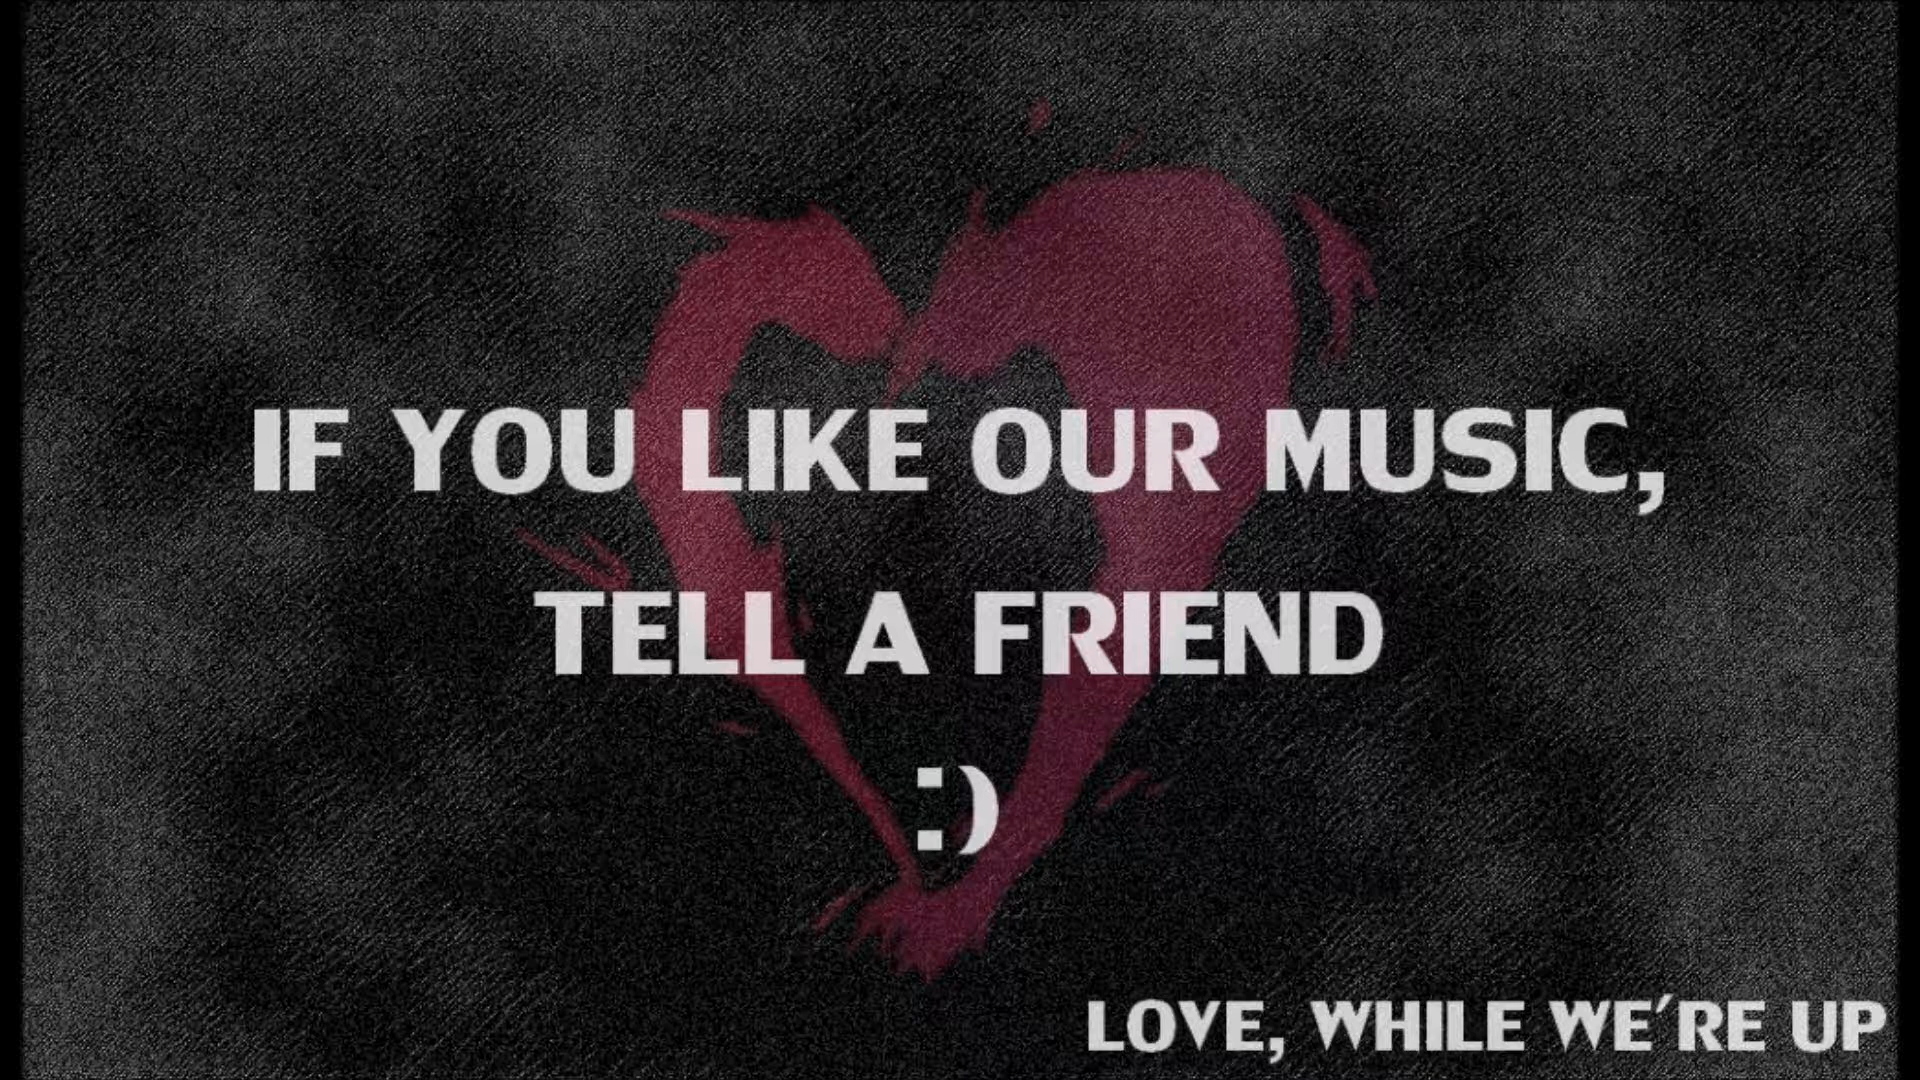 IF YOU LIKE OUR MUSIC,
TELL A FRIEND
:)
LOVE, WHILE WE'RE UP